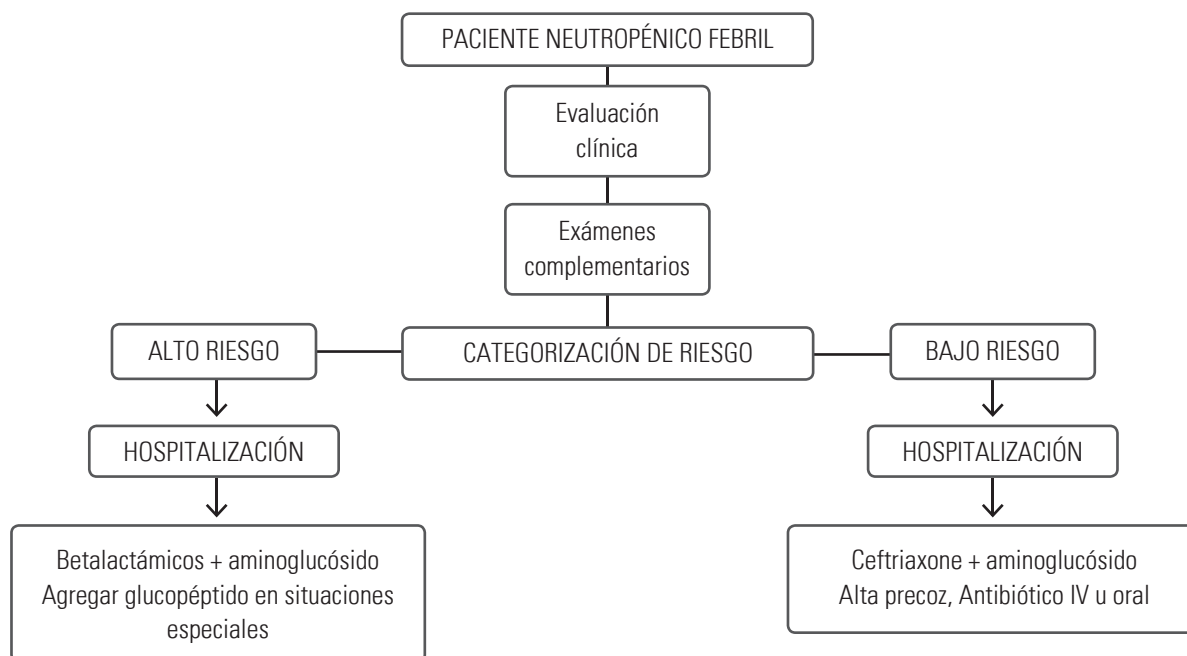 PACIENTE NEUTROPÉNICO FEBRIL
Evaluación
clínica
Exámenes
complementarios
ALTO RIESGO
CATEGORIZACIÓN DE RIESGO
BAJO RIESGO
HOSPITALIZACIÓN
HOSPITALIZACIÓN
Betalactámicos + aminoglucósido
Agregar glucopéptido en situaciones
especiales
Ceftriaxone + aminoglucósido
Alta precoz, Antibiótico IV u oral